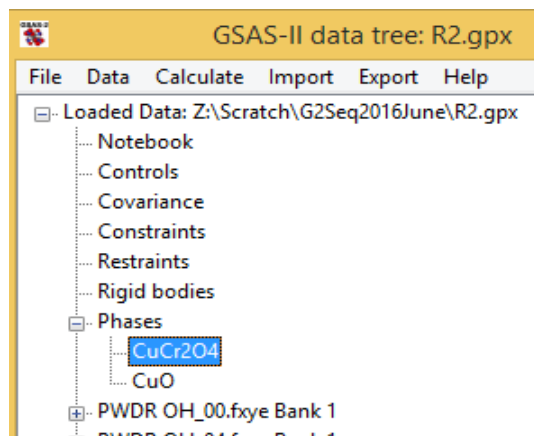 GSAS-II data tree: R2.gpx
File Data Calculate Import Export Help
Loaded Data: Z:\Scratch\G2Seq2016June\R2.gpx
Notebook
Controls
Covariance
Constraints
Restraints
Rigid bodies
Phases
CuCr2O4
CuO
PWDR OH_00.fxye Bank 1